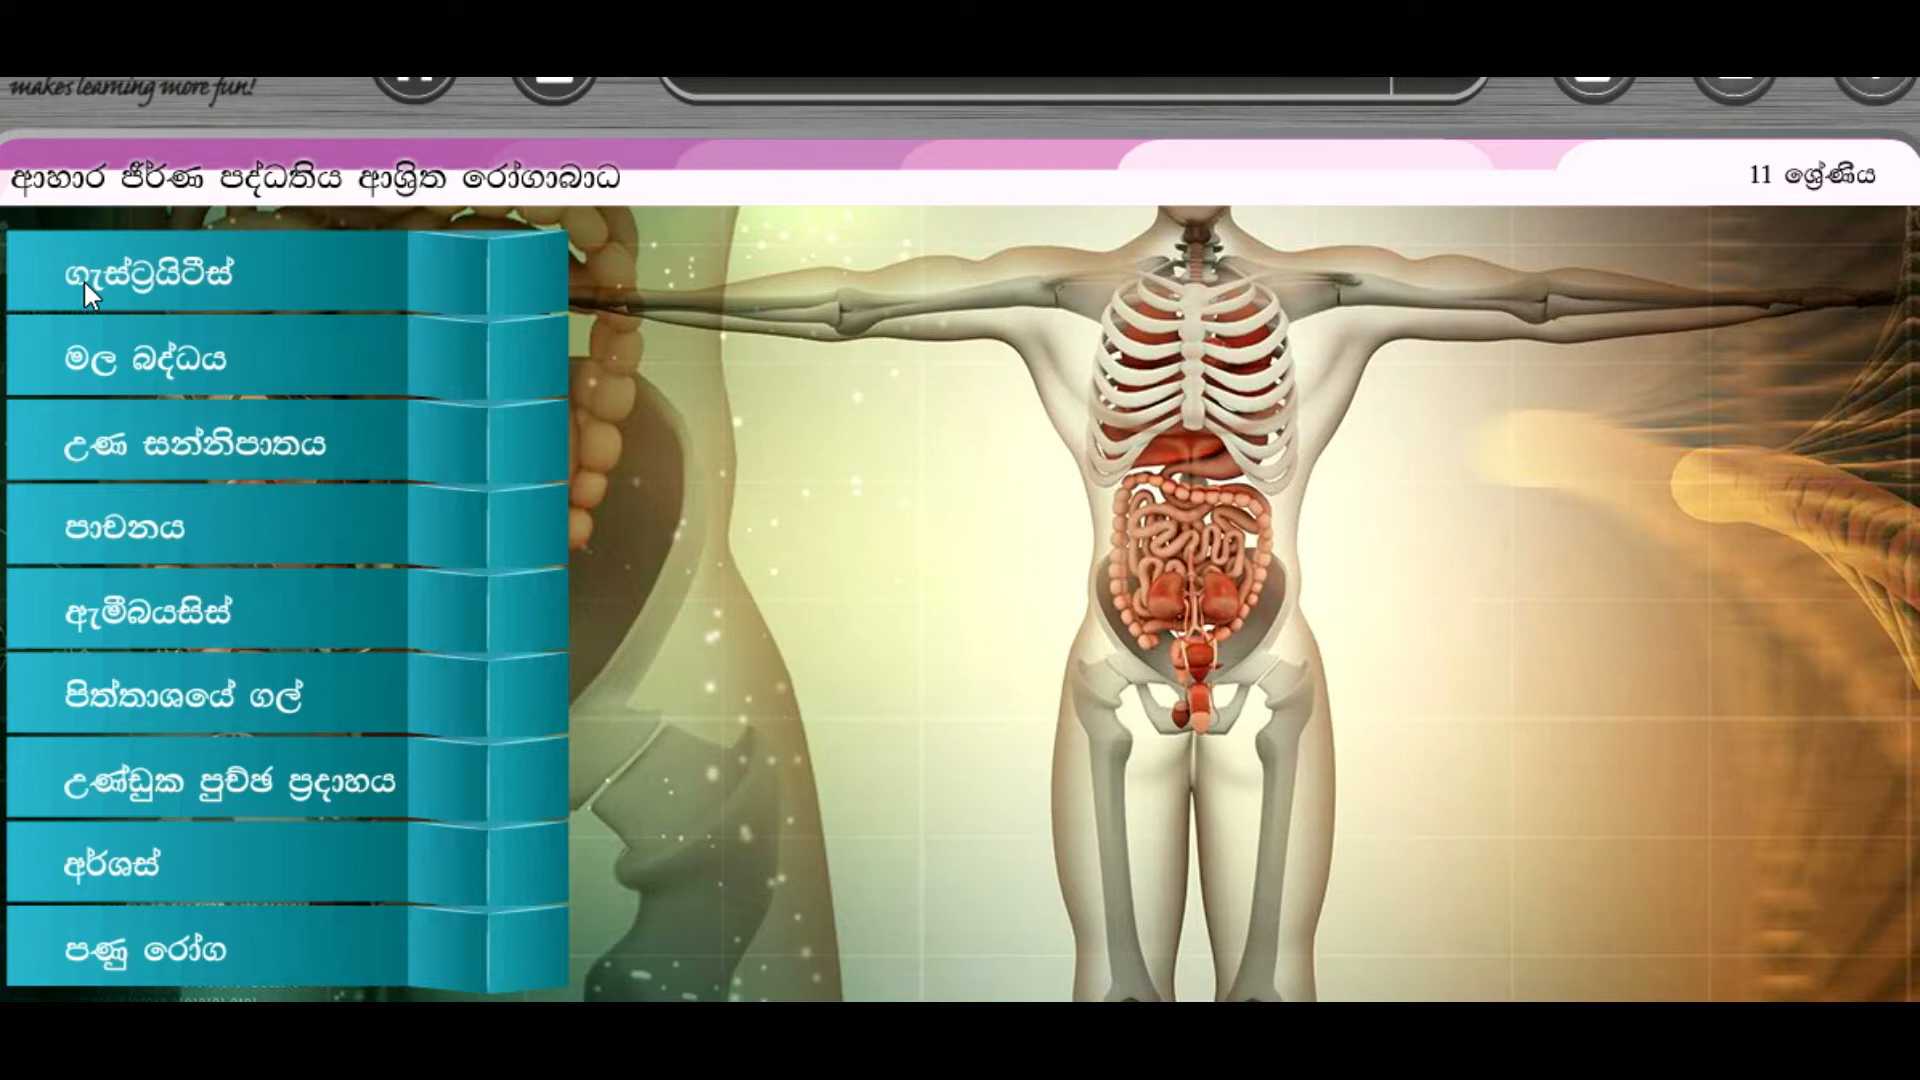 makes learning more fun!
ආහාර ජීර්ණ පද්ධතිය ආශ්‍රිත රෝගාබාධ
11 ශ්‍රේණිය
ගැස්ට්‍රයිටීස්
මල බද්ධය
උණ සන්නිපාතය
පාචනය
ඇමීබයසිස්
පිත්තාශයේ ගල්
උණ්ඩුක පුච්ඡ ප්‍රදාහය
අර්ශස්
පණු රෝග